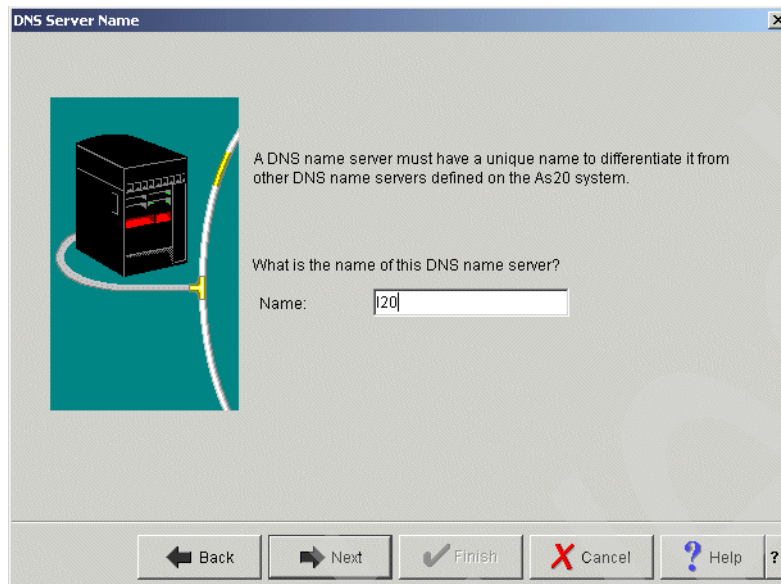 DNS Server Name
A DNS name server must have a unique name to differentiate it from
other DNS name servers defined on the As20 system.
What is the name of this DNS name server?
Name: I20
Back Next Finish Cancel Help ?